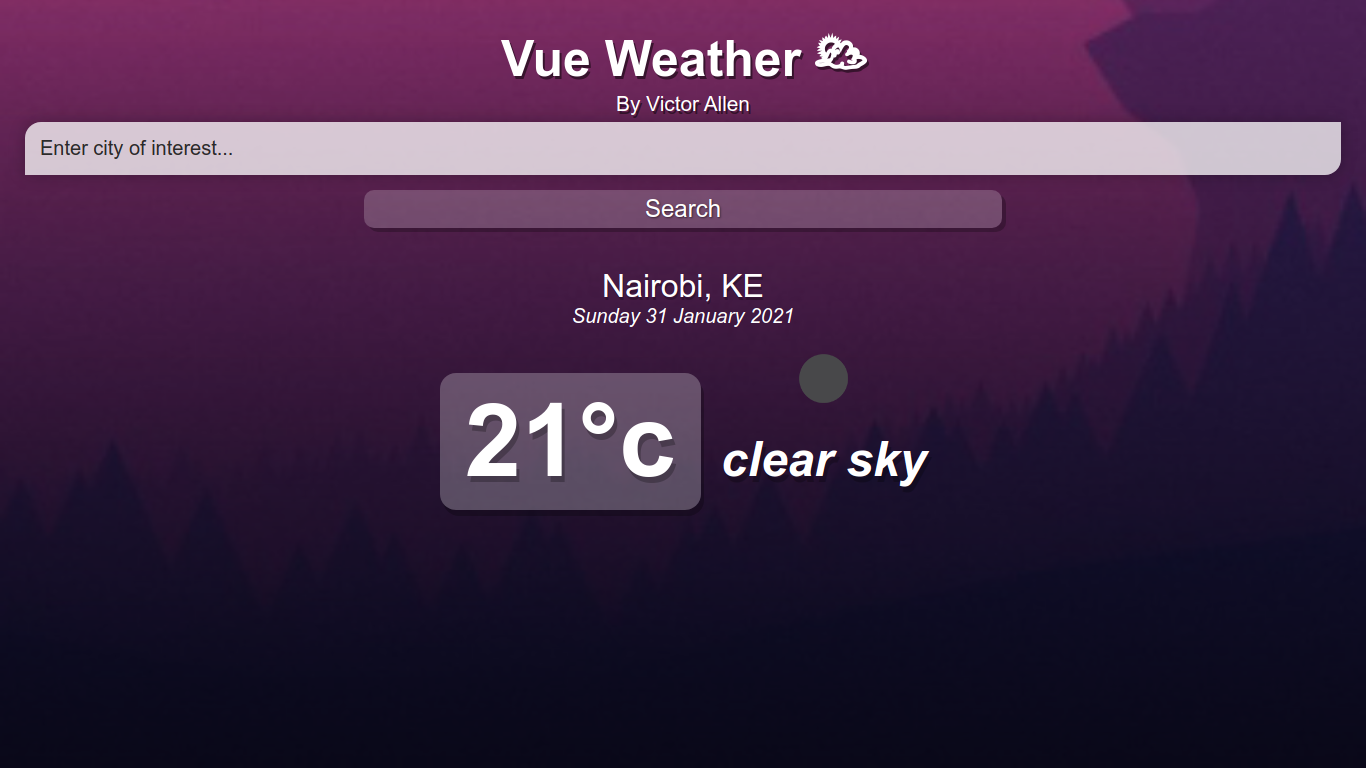 Vue Weather
By Victor Allen
Enter city of interest...
Search
Nairobi, KE
Sunday 31 January 2021
21°c
clear sky